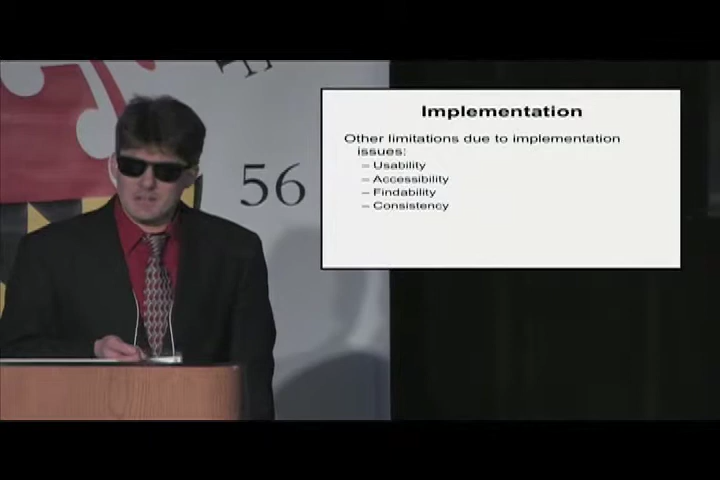 56
Implementation
Other limitations due to implementation
issues:
– Usability
– Accessibility
– Findability
– Consistency